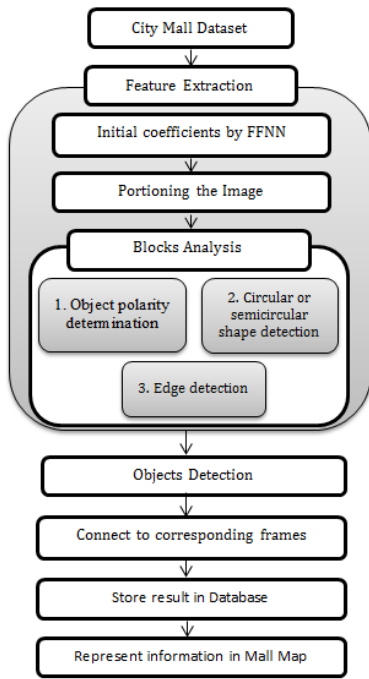 City Mall Dataset
Feature Extraction
Initial coefficients by FFNN
Portioning the Image
Blocks Analysis
1. Object polarity
determination
2. Circular or
semicircular
shape detection
3. Edge detection
Objects Detection
Connect to corresponding frames
Store result in Database
Represent information in Mall Map